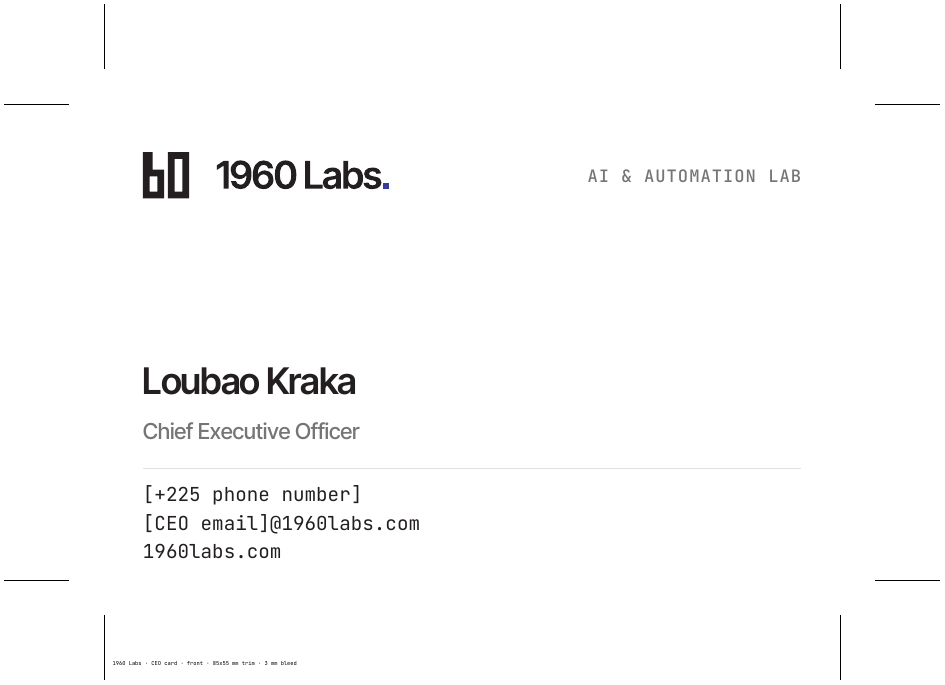 60 1960 Labs.
AI & AUTOMATION LAB
Loubao Kraka
Chief Executive Officer
[+225 phone number]
[CEO email]@1960labs.com
1960labs.com
1960 Labs · CEO card · front · 85x55 mm trim · 3 mm bleed